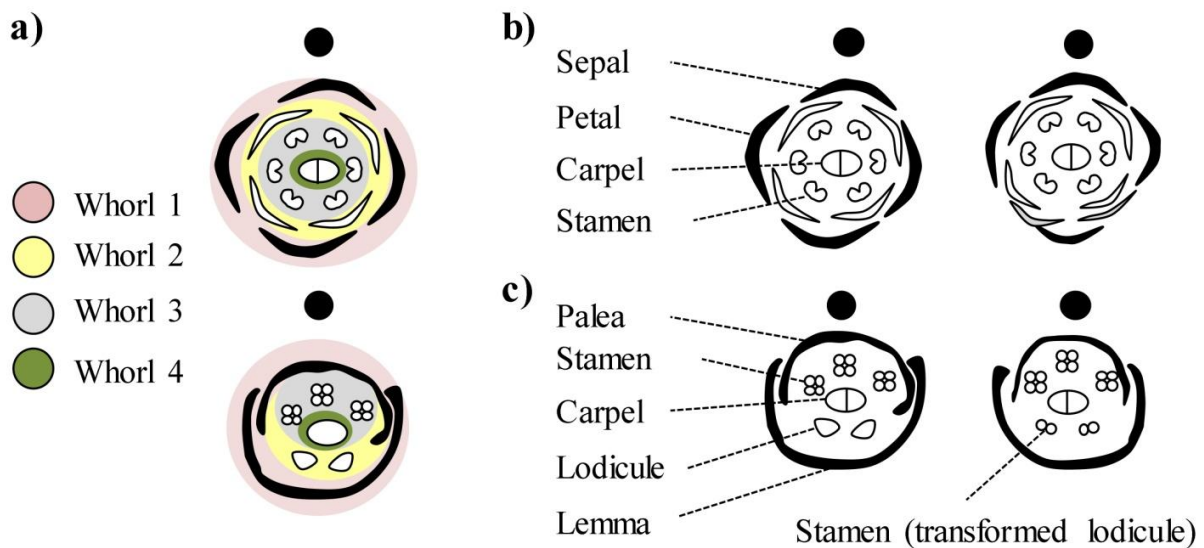 a)
Whorl 1
Whorl 2
Whorl 3
Whorl 4
b)
Sepal
Petal
Carpel
Stamen
c)
Palea
Stamen
Carpel
Lodicule
Lemma
Stamen (transformed lodicule)